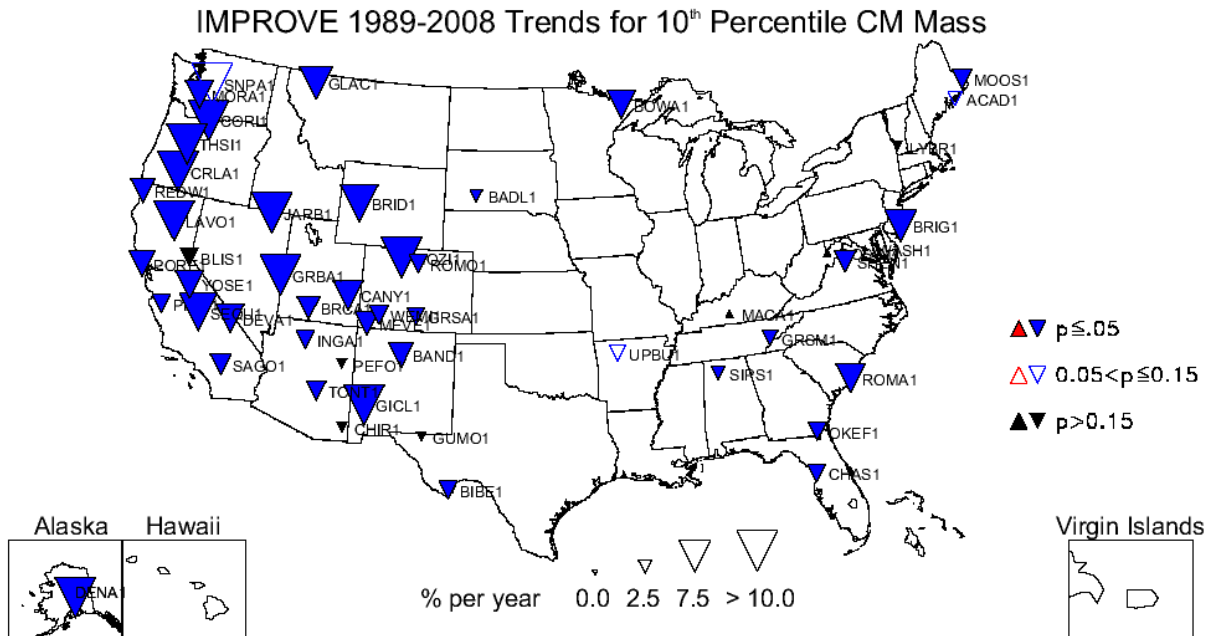 IMPROVE 1989-2008 Trends for 10th Percentile CM Mass
MOOS1
SNPA1
GLAC1
ACAD1
BOWA1
CORI1
THSI1
LYBR1
CRLA1
REDW1
BADL1
BRID1
JARB1
LAVO1
BRIG1
BLIS1
ROMO1
GRBA1
YOSE1
CANY1
BRCA1
GRSA1
MACA1
DEVA1
MEVE1
p≤.05
INGA1
GRSM1
BAND1
UPBU1
SAGO1
PEFO1
SIPS1
0.05<p≤0.15
ROMA1
TONT1
GICL1
p>0.15
CHIR1
GUMO1
OKEF1
CHAS1
BIBE1
Alaska Hawaii
Virgin Islands
DENA1
% per year 0.0 2.5 7.5 > 10.0